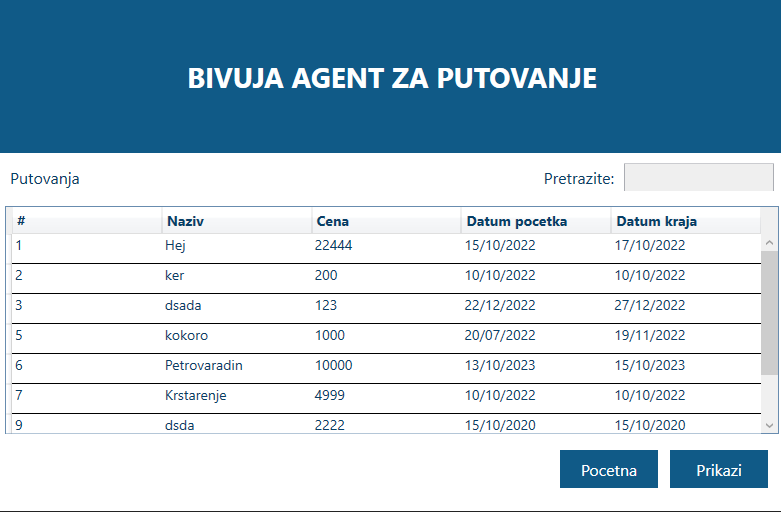 BIVUJA AGENT ZA PUTOVANJE
Putovanja Pretrazite:
# Naziv Cena Datum pocetka Datum kraja
1 Hej 22444 15/10/2022 17/10/2022
2 ker 200 10/10/2022 10/10/2022
3 dsada 123 22/12/2022 27/12/2022
5 kokoro 1000 20/07/2022 19/11/2022
6 Petrovaradin 10000 13/10/2023 15/10/2023
7 Krstarenje 4999 10/10/2022 10/10/2022
9 dsda 2222 15/10/2020 15/10/2020
Pocetna Prikazi